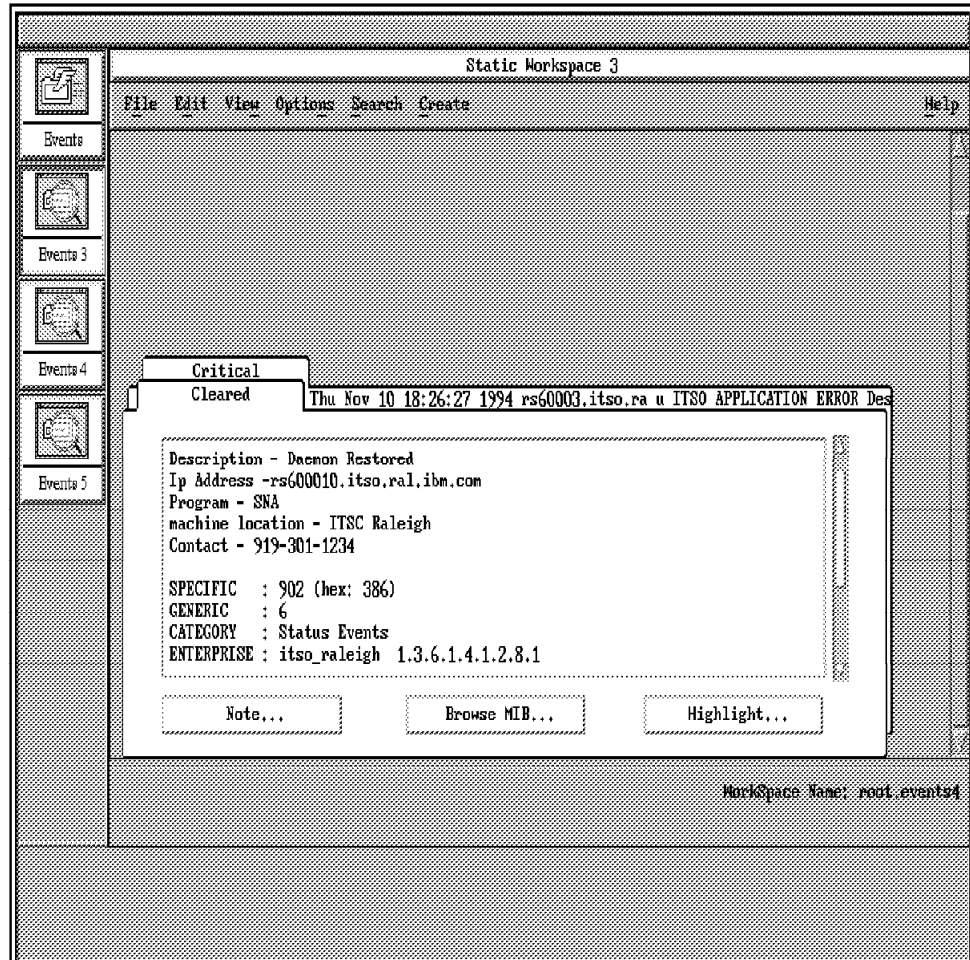 Static Workspace 3
File Edit View Options Search Create Help
Events
Events 3
Events 4
Events 5
Critical
Cleared
Thu Nov 10 18:26:27 1994 rs60003.itso.ra u ITSO APPLICATION ERROR Des
Description - Daemon Restored
Ip Address -rs600010.itso.ral.ibm.com
Program - SNA
machine location - ITSC Raleigh
Contact - 919-301-1234
SPECIFIC : 902 (hex: 386)
GENERIC : 6
CATEGORY : Status Events
ENTERPRISE : itso_raleigh 1.3.6.1.4.1.2.8.1
Note...
Browse MIB...
Highlight...
WorkSpace Name: root.events4